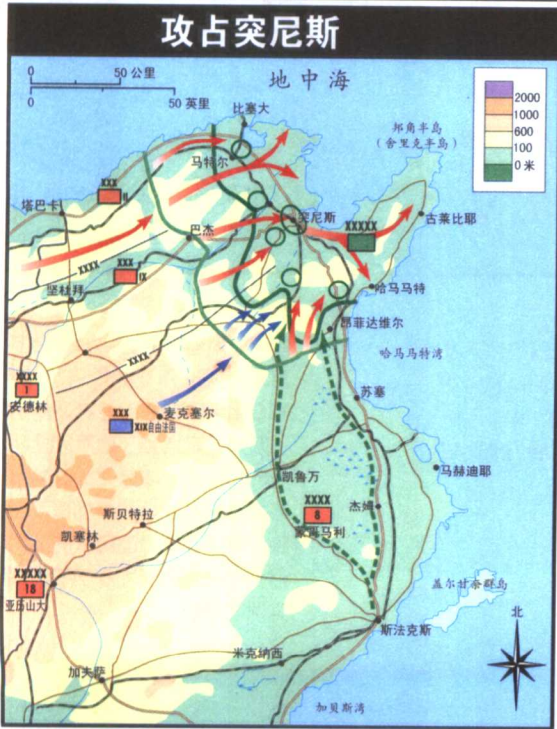 攻占突尼斯
0 50 公里
0 50 英里
地中海
2000
1000
600
100
0 米
比塞大
邦角半岛
(舍里克半岛)
马特尔
塔巴卡
XXX
II
突尼斯
XXXXX
古莱比耶
巴杰
XXXX
XXX
IX
坚杜拜
哈马马特
昂菲达维尔
哈马马特湾
XXXX
XXXX
1
安德林
苏塞
XXX
XIX自由法国
麦克塞尔
马赫迪耶
凯鲁万
XXXX
8
蒙哥马利
杰姆
斯贝特拉
凯塞林
XXXXX
18
亚历山大
盖尔甘奈群岛
北
斯法克斯
米克纳西
加夫萨
加贝斯湾